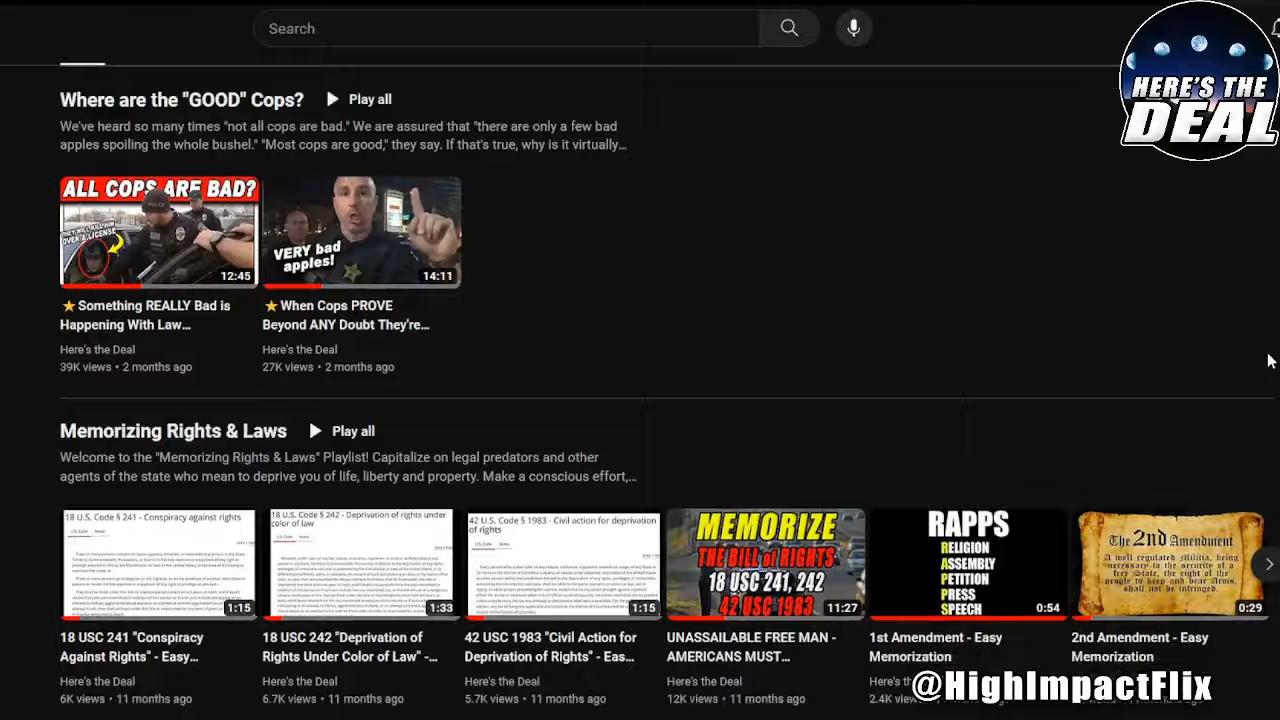 Search
HERE'S THE
DEAL
Where are the "GOOD" Cops?
Play all
We've heard so many times "not all cops are bad." We are assured that "there are only a few bad
apples spoiling the whole bushel." "Most cops are good," they say. If that's true, why is it virtually...
ALL COPS ARE BAD?
THEY WILL KILL HIM
OVER A LICENSE
12:45
VERY bad
apples!
14:11
⭐Something REALLY Bad is
Happening With Law...
Here's the Deal
39K views • 2 months ago
⭐When Cops PROVE
Beyond ANY Doubt They're...
Here's the Deal
27K views • 2 months ago
Memorizing Rights & Laws
Play all
Welcome to the "Memorizing Rights & Laws" Playlist! Capitalize on legal predators and other
agents of the state who mean to deprive you of life, liberty and property. Make a conscious effort,...
18 U.S. Code § 241 - Conspiracy against rights
1:15
18 U.S. Code § 242 - Deprivation of rights under
color of law
1:33
42 U.S. Code § 1983 - Civil action for deprivation
of rights
1:15
MEMORIZE
THE BILL OF RIGHTS
18 USC 241, 242
42 USC 1983
11:27
RAPPS
RELIGION
ASSEMBLY
PETITION
PRESS
SPEECH
0:54
The 2nd Amendment
A well regulated militia, being
necessary to the security of a
free State, the right of the
people to keep and bear Arms
shall not be infringed.
0:29
18 USC 241 "Conspiracy
Against Rights" - Easy...
Here's the Deal
6K views • 11 months ago
18 USC 242 "Deprivation of
Rights Under Color of Law" -...
Here's the Deal
6.7K views • 11 months ago
42 USC 1983 "Civil Action for
Deprivation of Rights" - Eas...
Here's the Deal
5.7K views • 11 months ago
UNASSAILABLE FREE MAN -
AMERICANS MUST...
Here's the Deal
12K views • 11 months ago
1st Amendment - Easy
Memorization
2.4K
2nd Amendment - Easy
Memorization
@HighImpactFlix